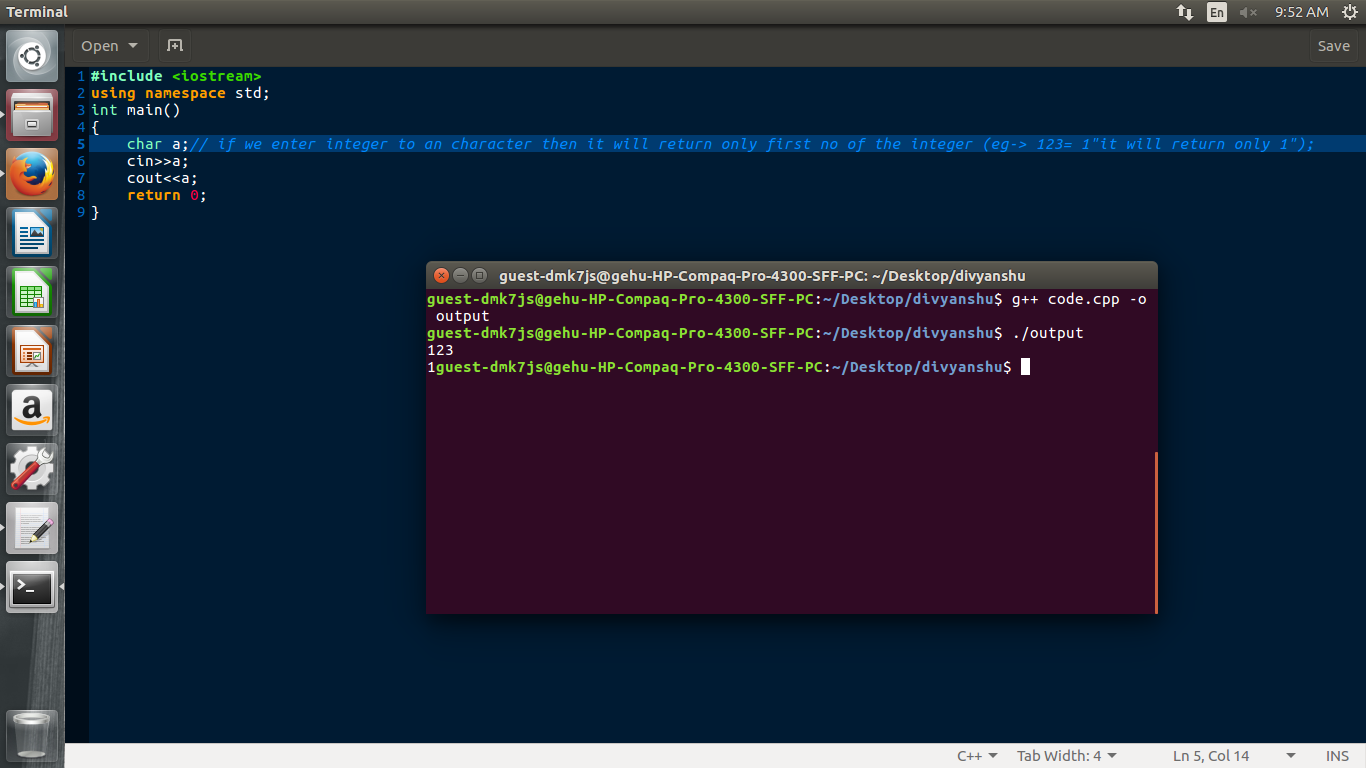 Terminal
En
9:52 AM
Open
Save
1 #include <iostream>
2 using namespace std;
3 int main()
4 {
5     char a;// if we enter integer to an character then it will return only first no of the integer (eg-> 123= 1"it will return only 1");
6     cin>>a;
7     cout<<a;
8     return 0;
9 }
guest-dmk7js@gehu-HP-Compaq-Pro-4300-SFF-PC: ~/Desktop/divyanshu
guest-dmk7js@gehu-HP-Compaq-Pro-4300-SFF-PC:~/Desktop/divyanshu$ g++ code.cpp -o
 output
guest-dmk7js@gehu-HP-Compaq-Pro-4300-SFF-PC:~/Desktop/divyanshu$ ./output
123
1guest-dmk7js@gehu-HP-Compaq-Pro-4300-SFF-PC:~/Desktop/divyanshu$
a
>_
C++
Tab Width: 4
Ln 5, Col 14
INS